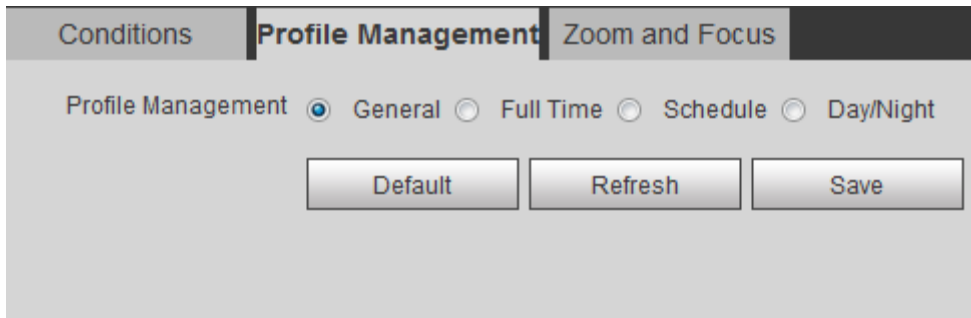 Conditions Profile Management Zoom and Focus
Profile Management General Full Time Schedule Day/Night
Default Refresh Save